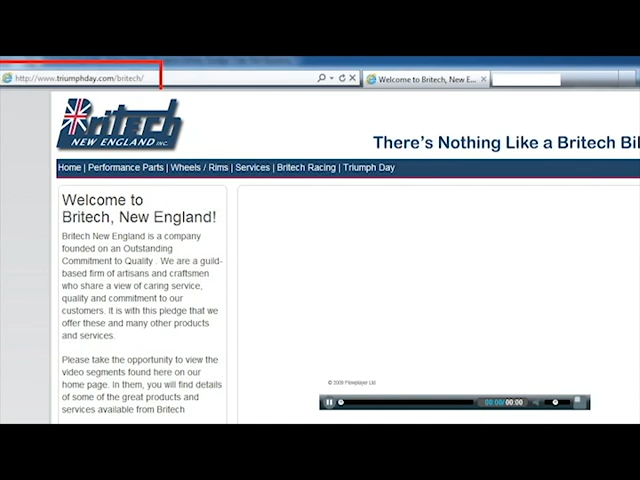 http://www.triumphday.com/britech/
Welcome to Britech, New E...
Britech
NEW ENGLAND INC.
There's Nothing Like a Britech Bi
Home | Performance Parts | Wheels / Rims | Services | Britech Racing | Triumph Day
Welcome to
Britech, New England!
Britech New England is a company
founded on an Outstanding
Commitment to Quality . We are a guild-
based firm of artisans and craftsmen
who share a view of caring service,
quality and commitment to our
customers. It is with this pledge that we
offer these and many other products
and services.
Please take the opportunity to view the
video segments found here on our
home page. In them, you will find details
of some of the great products and
services available from Britech
© 2009 Flowplayer Ltd
00:00/00:00